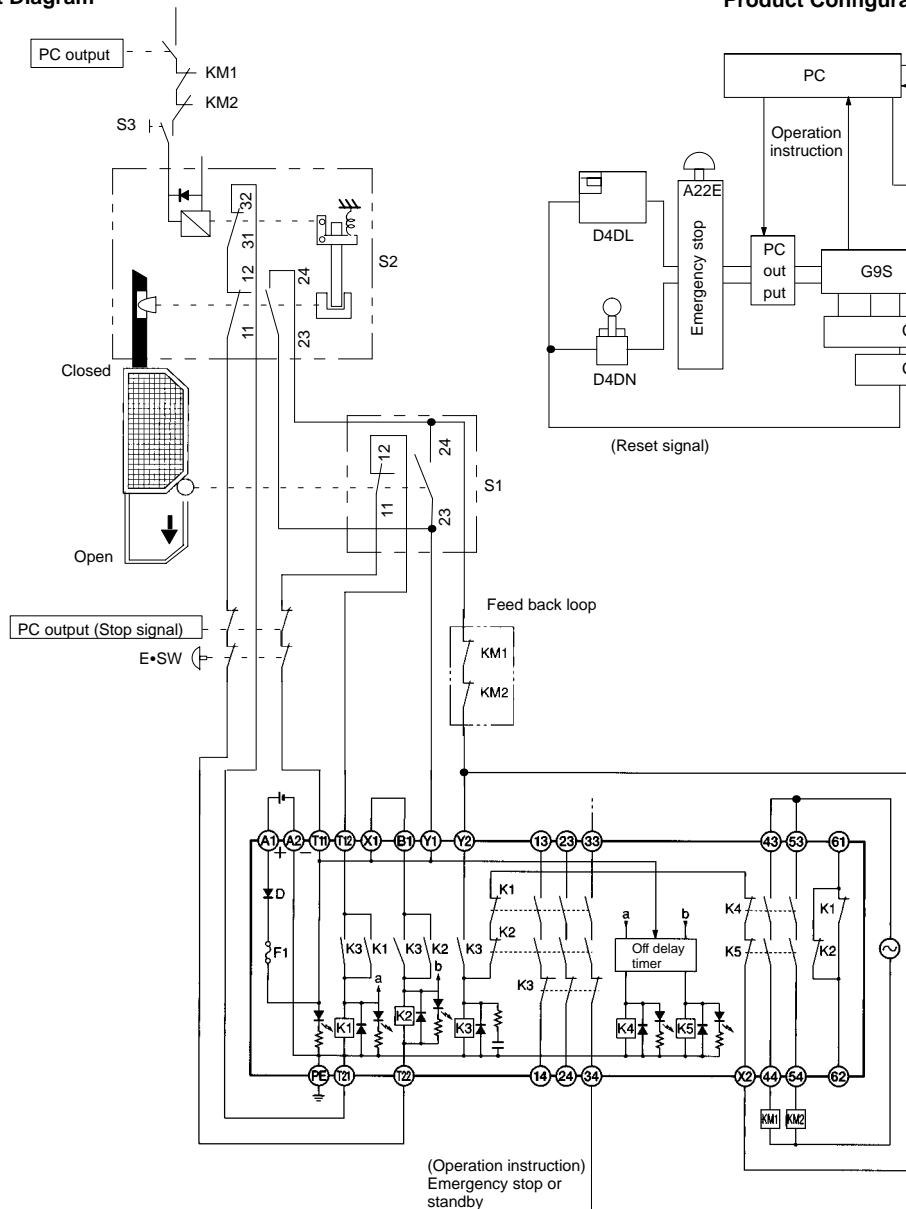 t Diagram
Product Configura
PC output
KM1
KM2
S3
32
31
12
11
24
23
S2
Closed
Open
12
11
24
23
S1
PC output (Stop signal)
E•SW
Feed back loop
KM1
KM2
PC
Operation
instruction
A22E
D4DL
Emergency stop
PC
out
put
G9S
D4DN
(Reset signal)
A1 A2 T11 T12 X1 B1 Y1 Y2 13 23 33 43 53 61
+ −
D
F1
K3 K1 K3 K2 K3
a
b
K1
K2
K3
a
b
Off delay
timer
K4
K5
K1
K2
K1 K2 K3 K4 K5
PE T21 T22 14 24 34 X2 44 54 62
KM1 KM2
(Operation instruction)
Emergency stop or
standby